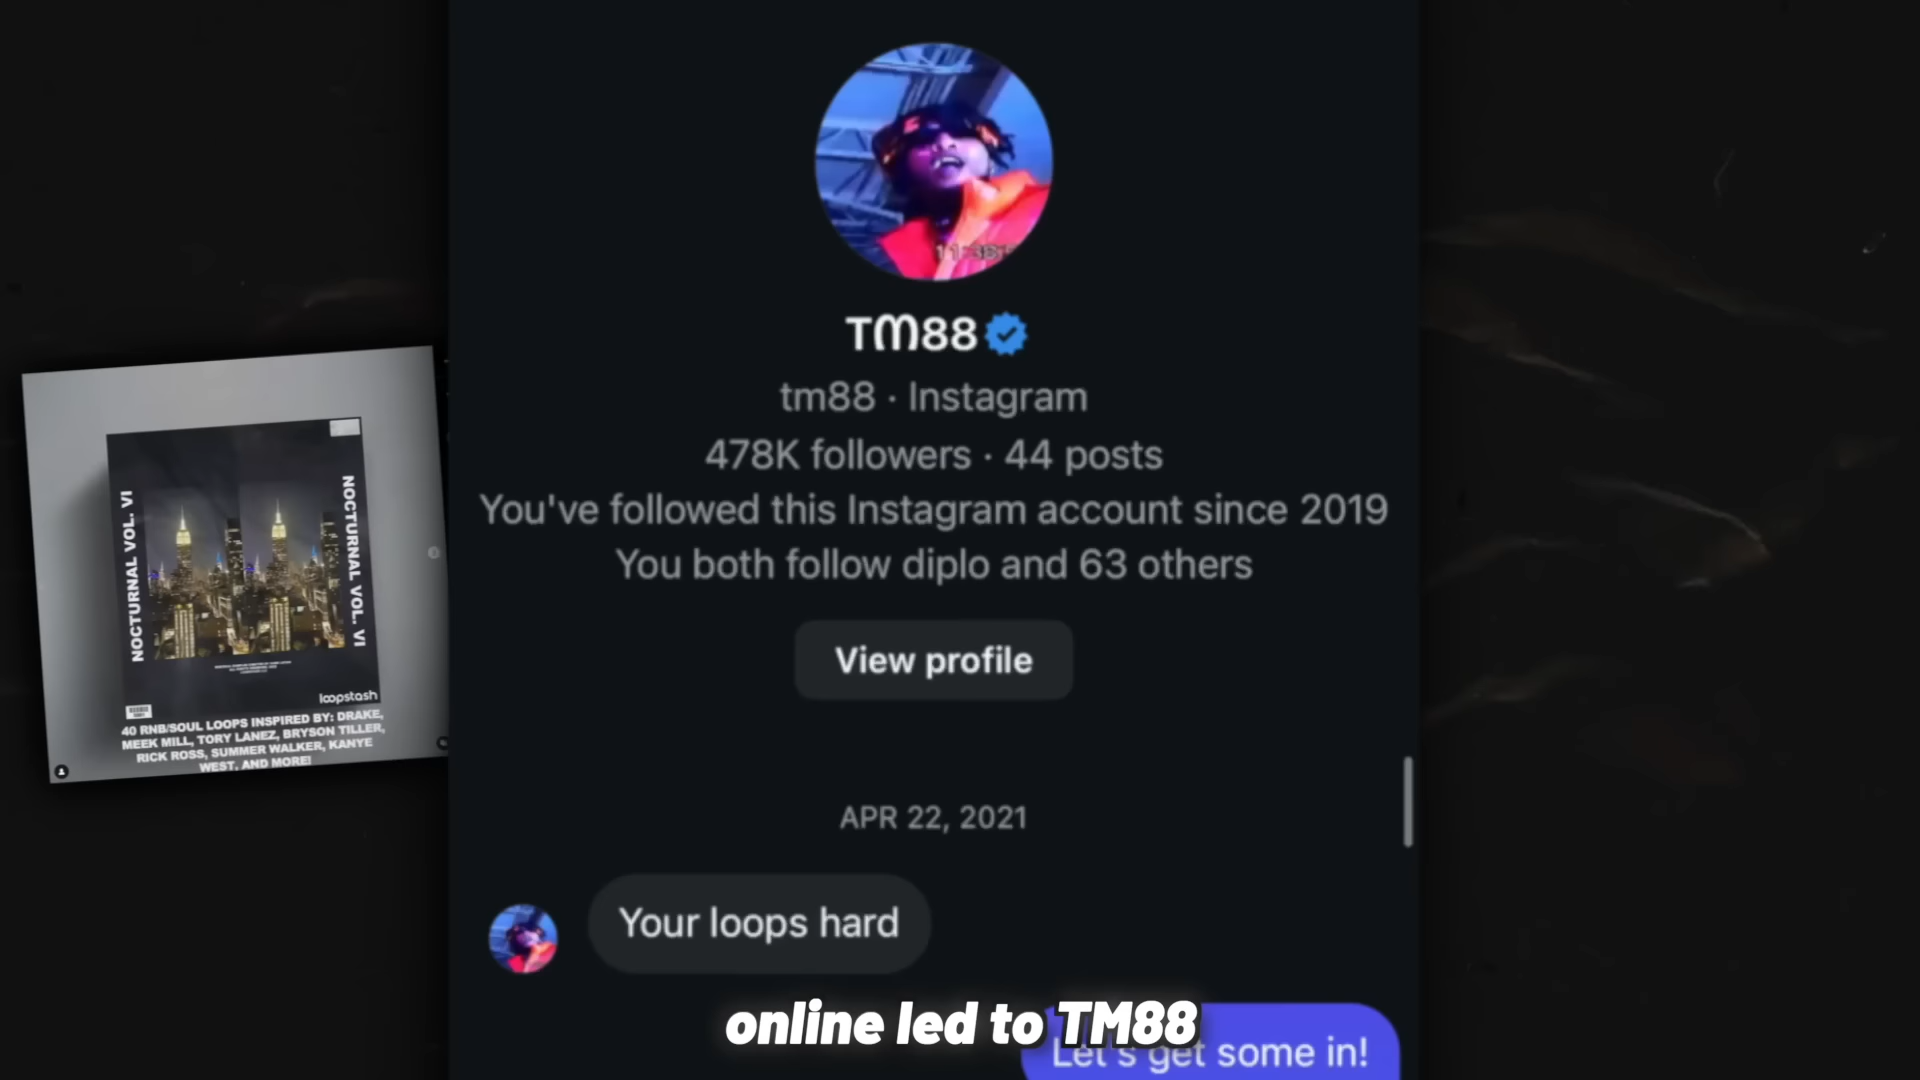 TM88
tm88 · Instagram
478K followers · 44 posts
You've followed this Instagram account since 2019
You both follow diplo and 63 others
View profile
APR 22, 2021
Your loops hard
Let's get some in!
online led to TM88
NOCTURNAL VOL. VI
NOCTURNAL VOL. VI
loopstash
40 RNB/SOUL LOOPS INSPIRED BY: DRAKE,
MEEK MILL, TORY LANEZ, BRYSON TILLER,
RICK ROSS, SUMMER WALKER, KANYE
WEST, AND MORE!